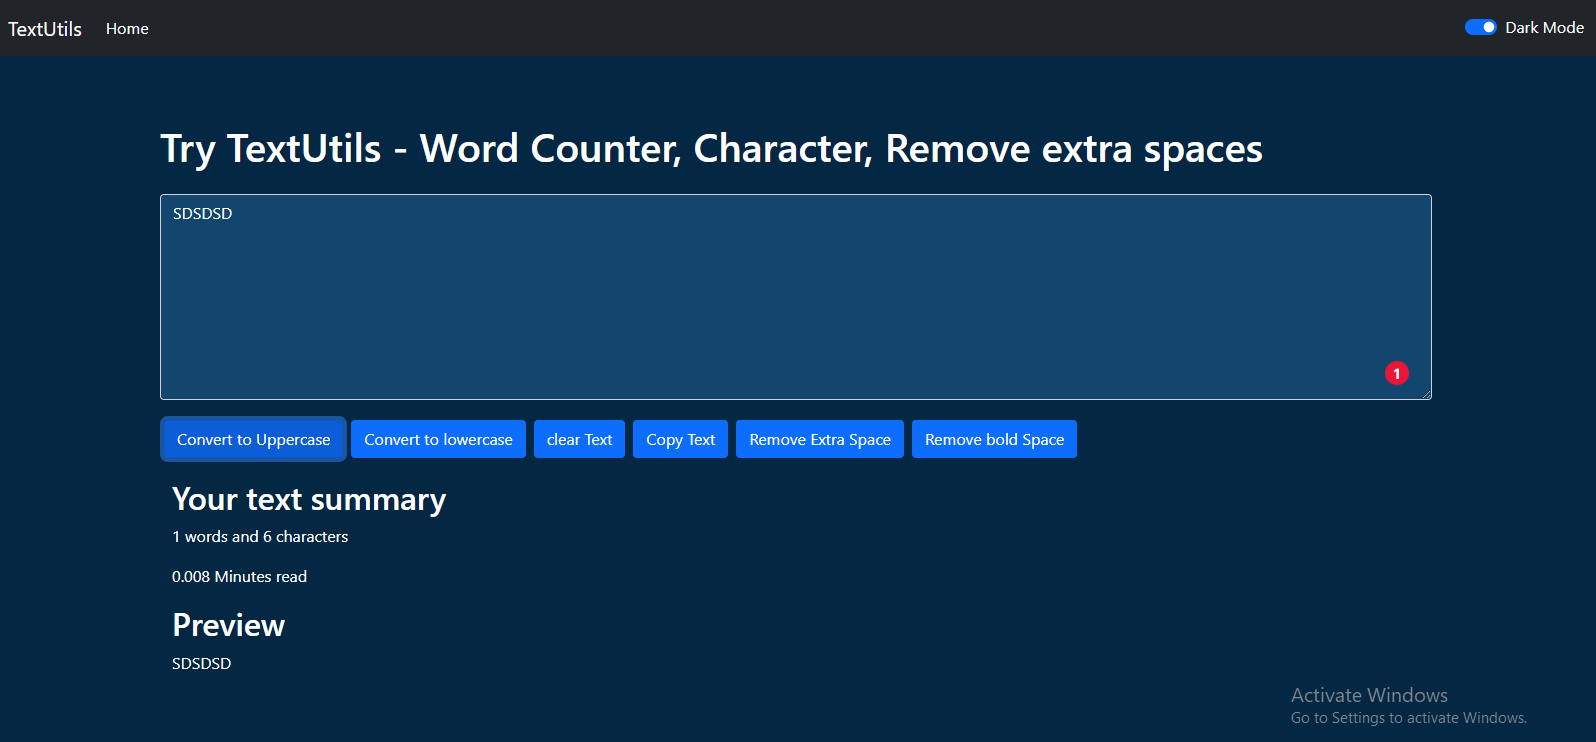 TextUtils Home Dark Mode
Try TextUtils - Word Counter, Character, Remove extra spaces
SDSDSD
1
Convert to Uppercase Convert to lowercase clear Text Copy Text Remove Extra Space Remove bold Space
Your text summary
1 words and 6 characters
0.008 Minutes read
Preview
SDSDSD
Activate Windows
Go to Settings to activate Windows.